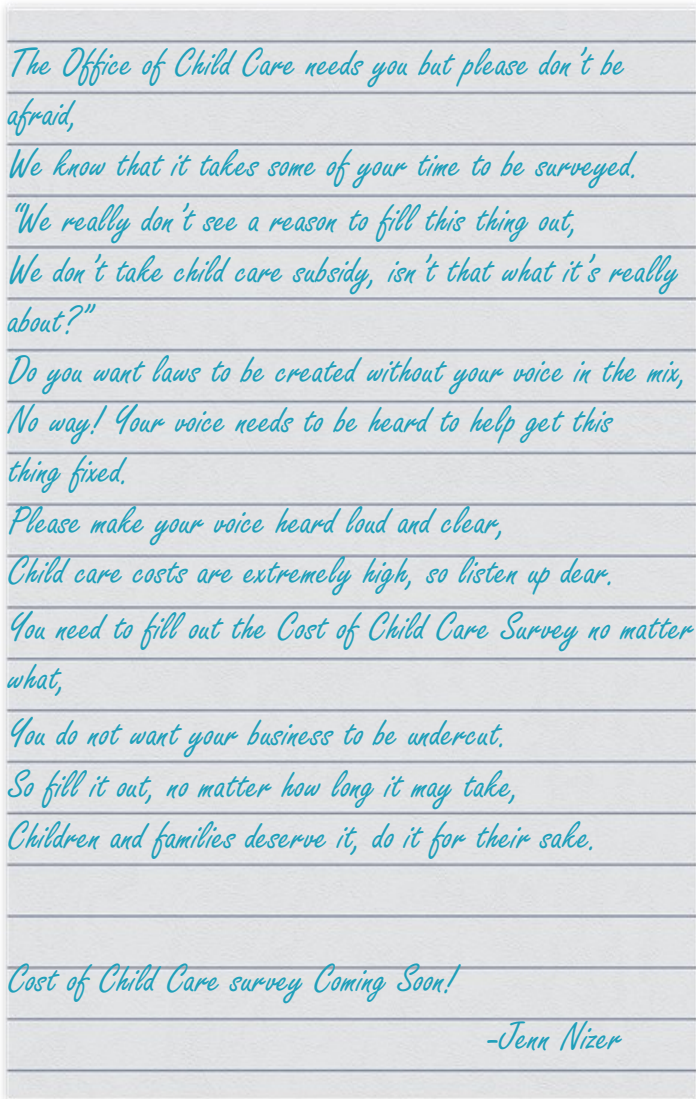 The Office of Child Care needs you but please don't be
afraid,
We know that it takes some of your time to be surveyed.
“We really don't see a reason to fill this thing out,
We don't take child care subsidy, isn't that what it's really
about?”
Do you want laws to be created without your voice in the mix,
No way! Your voice needs to be heard to help get this
thing fixed.
Please make your voice heard loud and clear,
Child care costs are extremely high, so listen up dear.
You need to fill out the Cost of Child Care Survey no matter
what,
You do not want your business to be undercut.
So fill it out, no matter how long it may take,
Children and families deserve it, do it for their sake.
Cost of Child Care survey Coming Soon!
-Jenn Nizer